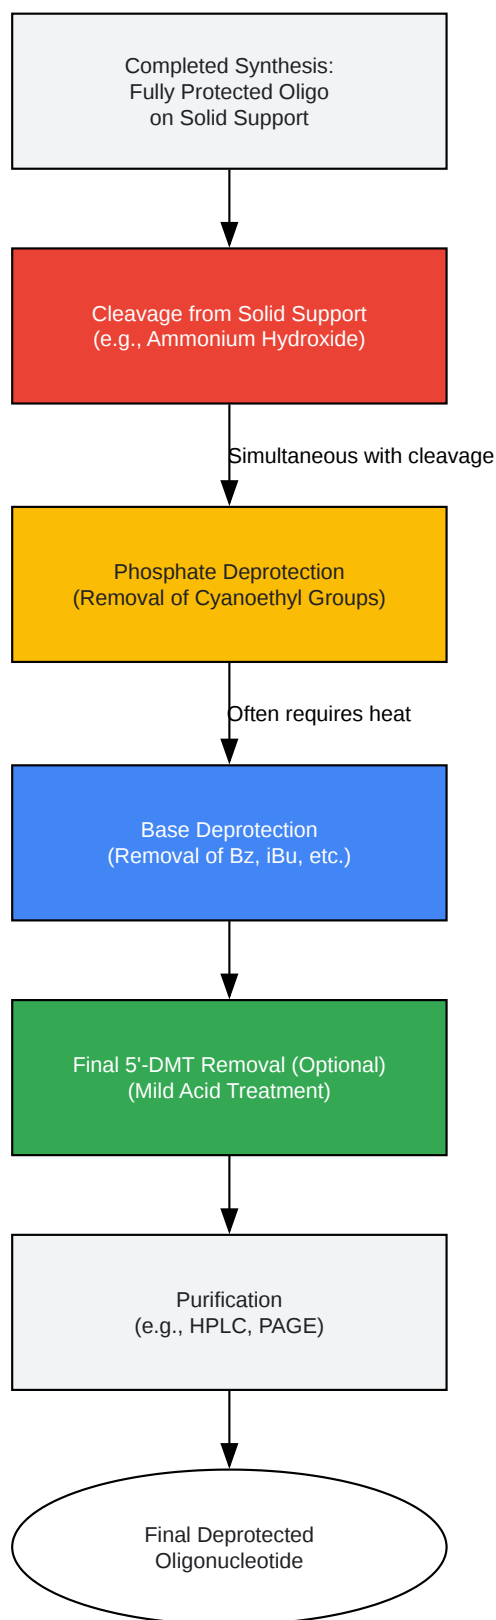 Completed Synthesis:
Fully Protected Oligo
on Solid Support
Cleavage from Solid Support
(e.g., Ammonium Hydroxide)
Simultaneous with cleavage
Phosphate Deprotection
(Removal of Cyanoethyl Groups)
Often requires heat
Base Deprotection
(Removal of Bz, iBu, etc.)
Final 5'-DMT Removal (Optional)
(Mild Acid Treatment)
Purification
(e.g., HPLC, PAGE)
Final Deprotected
Oligonucleotide